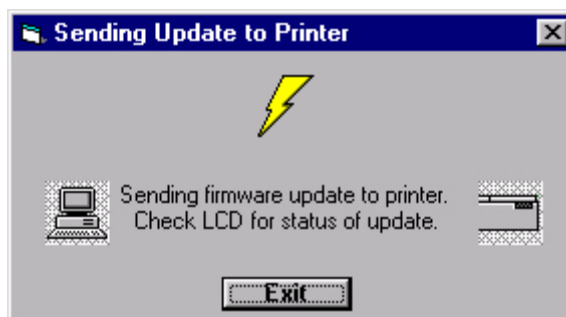 Sending Update to Printer
Sending firmware update to printer.
Check LCD for status of update.
Exit